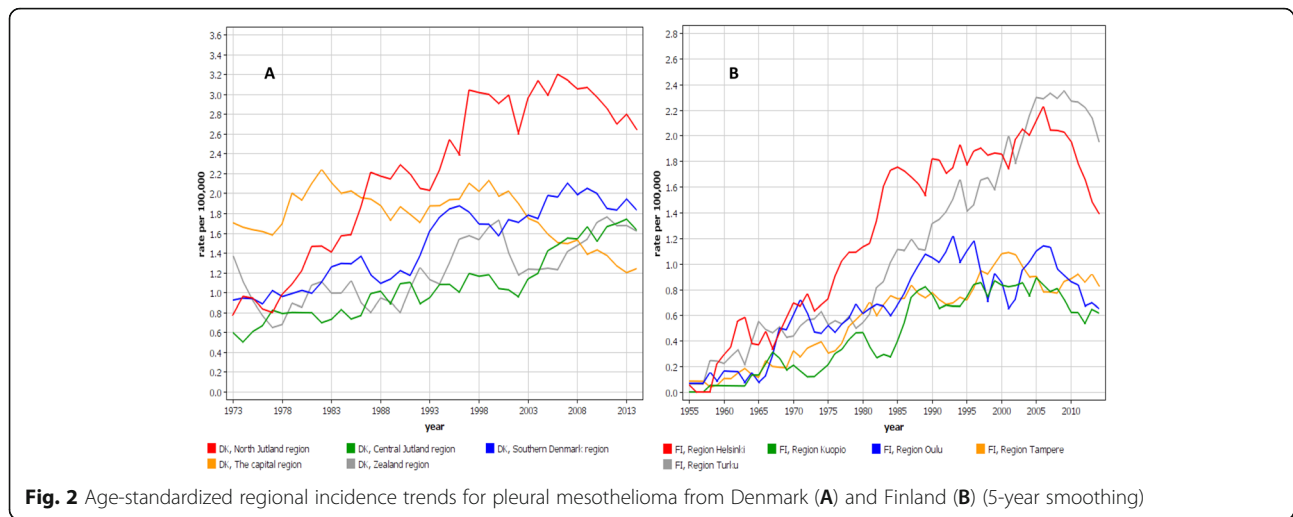 A
rate per 100,000
3.6
3.4
3.2
3.0
2.8
2.6
2.4
2.2
2.0
1.8
1.6
1.4
1.2
1.0
0.8
0.6
0.4
0.2
0.0
1973 1978 1983 1988 1993 1998 2003 2008 2014
year
DK, North Jutland region DK, Central Jutland region DK, Southern Denmark region
DK, The capital region DK, Zealand region
B
rate per 100,000
2.8
2.6
2.4
2.2
2.0
1.8
1.6
1.4
1.2
1.0
0.8
0.6
0.4
0.2
0.0
1955 1960 1965 1970 1975 1980 1985 1990 1995 2000 2005 2010
year
FI, Region Helsinki FI, Region Kuopio FI, Region Oulu FI, Region Tampere
FI, Region Turku
Fig. 2 Age-standardized regional incidence trends for pleural mesothelioma from Denmark (A) and Finland (B) (5-year smoothing)